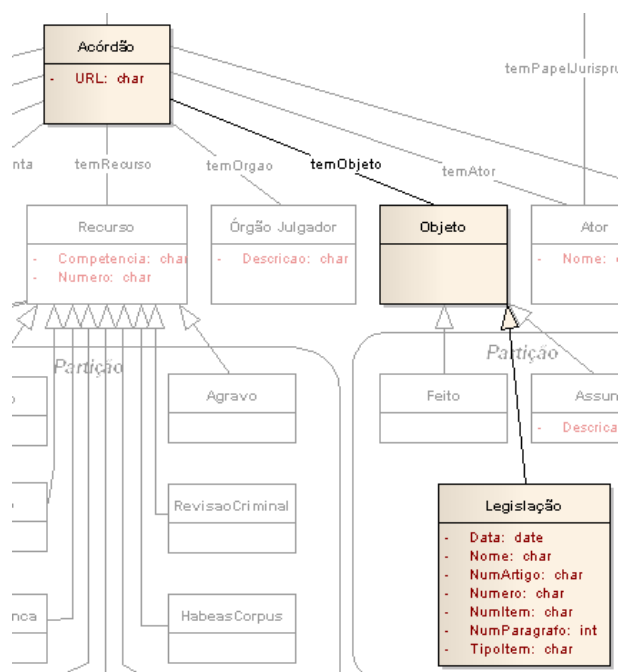 Acórdão
- URL: char
temPapelJurispru
nta
temRecurso
temOrgao
temObjeto
temAtor
Recurso
- Competencia: char
- Numero: char
Órgão Julgador
- Descricao: char
Objeto
Ator
- Nome: c
Partição
Partição
o
Agravo
Feito
Assun
- Descrica
o
RevisaoCriminal
Legislação
- Data: date
- Nome: char
- NumArtigo: char
- Numero: char
- NumItem: char
- NumParagrafo: int
- TipoItem: char
nca
HabeasCorpus